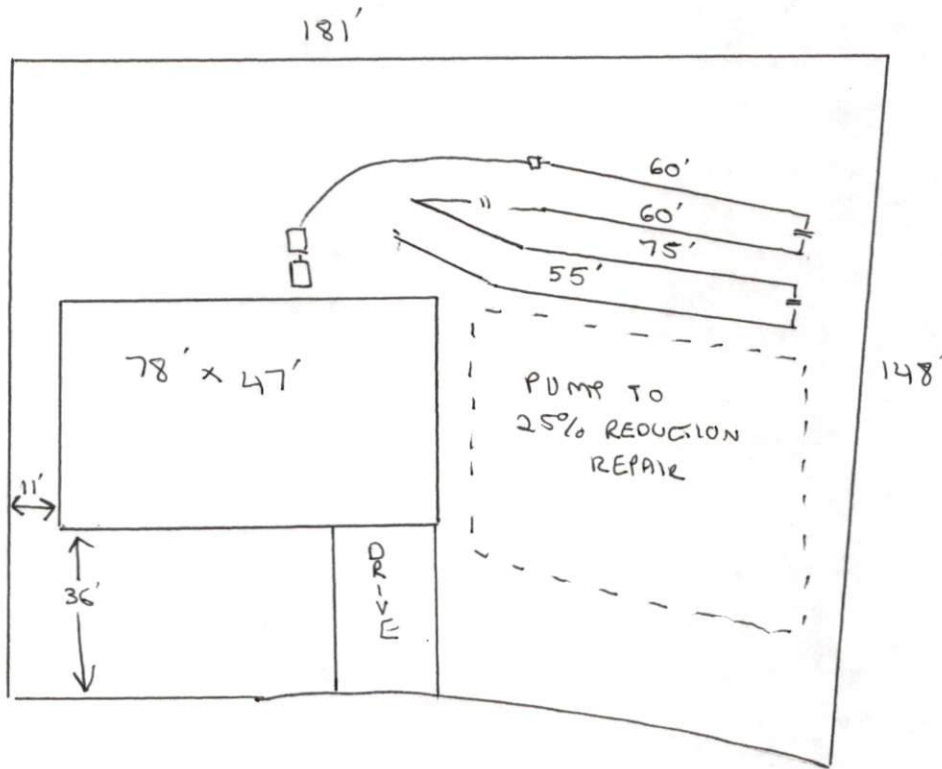 181'
60'
60'
75'
55'
78' x 47'
148'
PUMP TO
25% REDUCTION
REPAIR
11'
36'
DRIVE